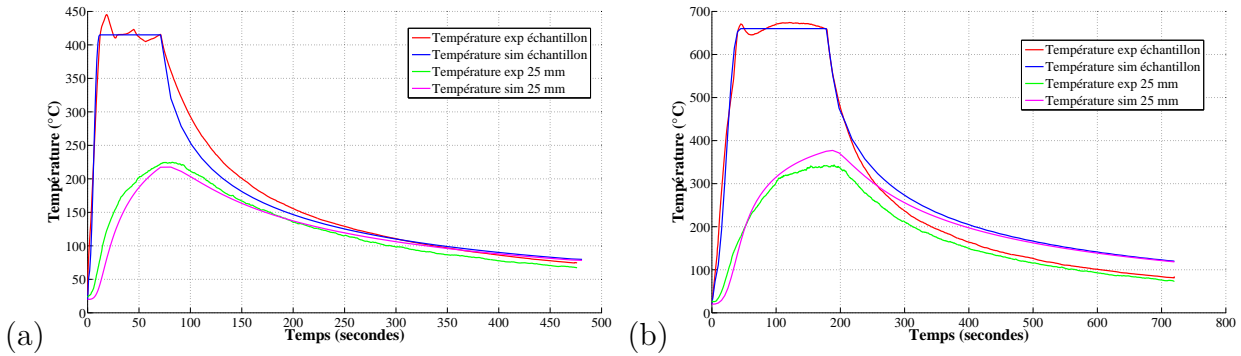 450
400
350
300
250
200
150
100
50
0
0 50 100 150 200 250 300 350 400 450 500
Température (°C)
Temps (secondes)
Température exp échantillon
Température sim échantillon
Température exp 25 mm
Température sim 25 mm
(a)
700
600
500
400
300
200
100
0
0 100 200 300 400 500 600 700 800
Température (°C)
Temps (secondes)
Température exp échantillon
Température sim échantillon
Température exp 25 mm
Température sim 25 mm
(b)